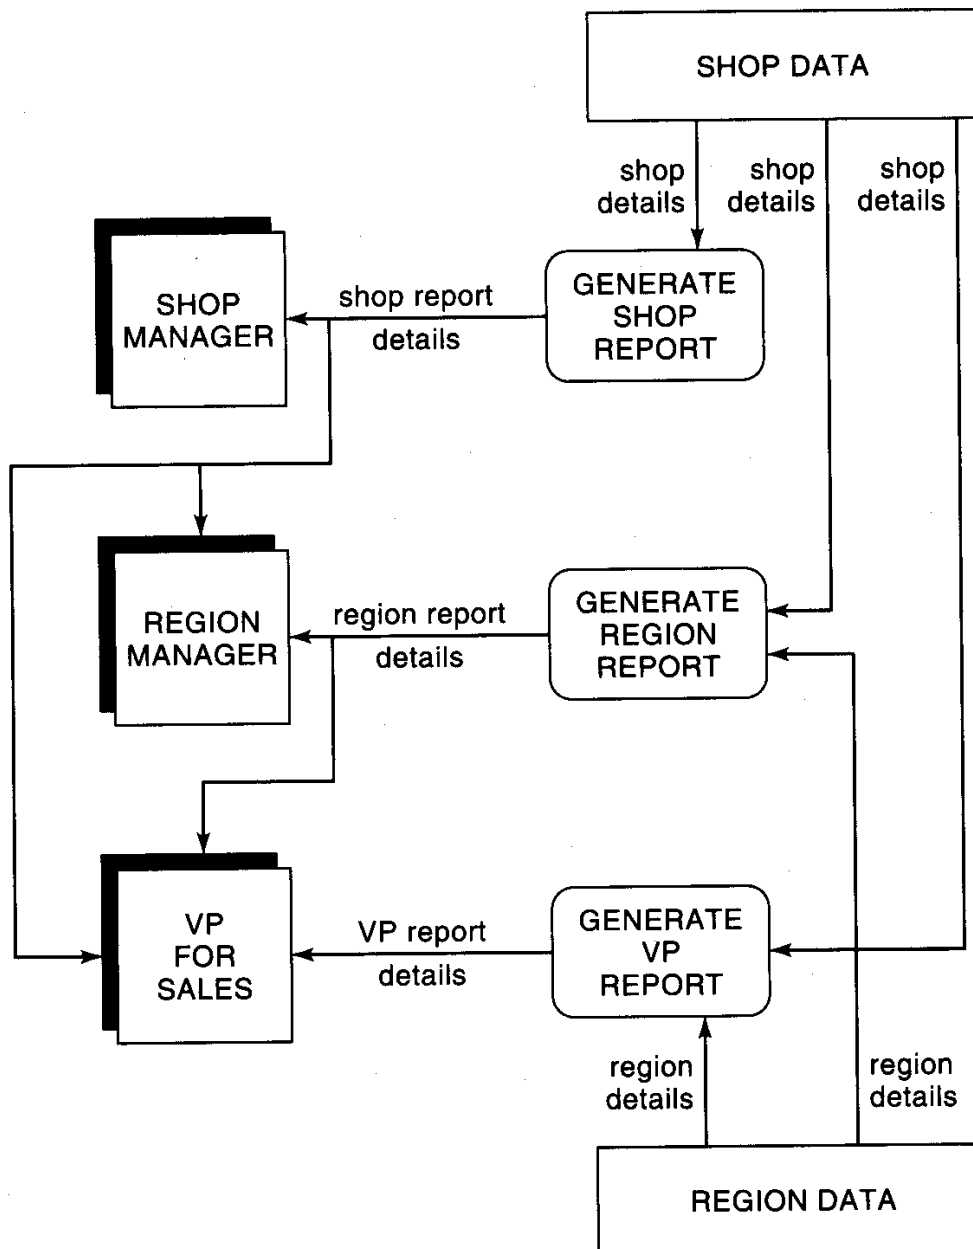 SHOP DATA
shop
details
shop
details
shop
details
SHOP
MANAGER
shop report
details
GENERATE
SHOP
REPORT
REGION
MANAGER
region report
details
GENERATE
REGION
REPORT
VP
FOR
SALES
VP report
details
GENERATE
VP
REPORT
region
details
region
details
REGION DATA